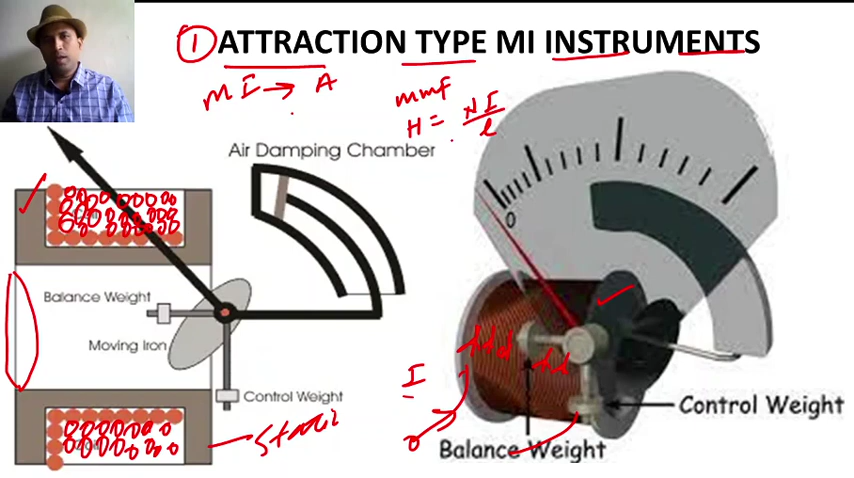 ① ATTRACTION TYPE MI INSTRUMENTS
MI → A
mmf
H = NI/l
Air Damping Chamber
0
Balance Weight
Moving Iron
Control Weight
I
Control Weight
Balance Weight